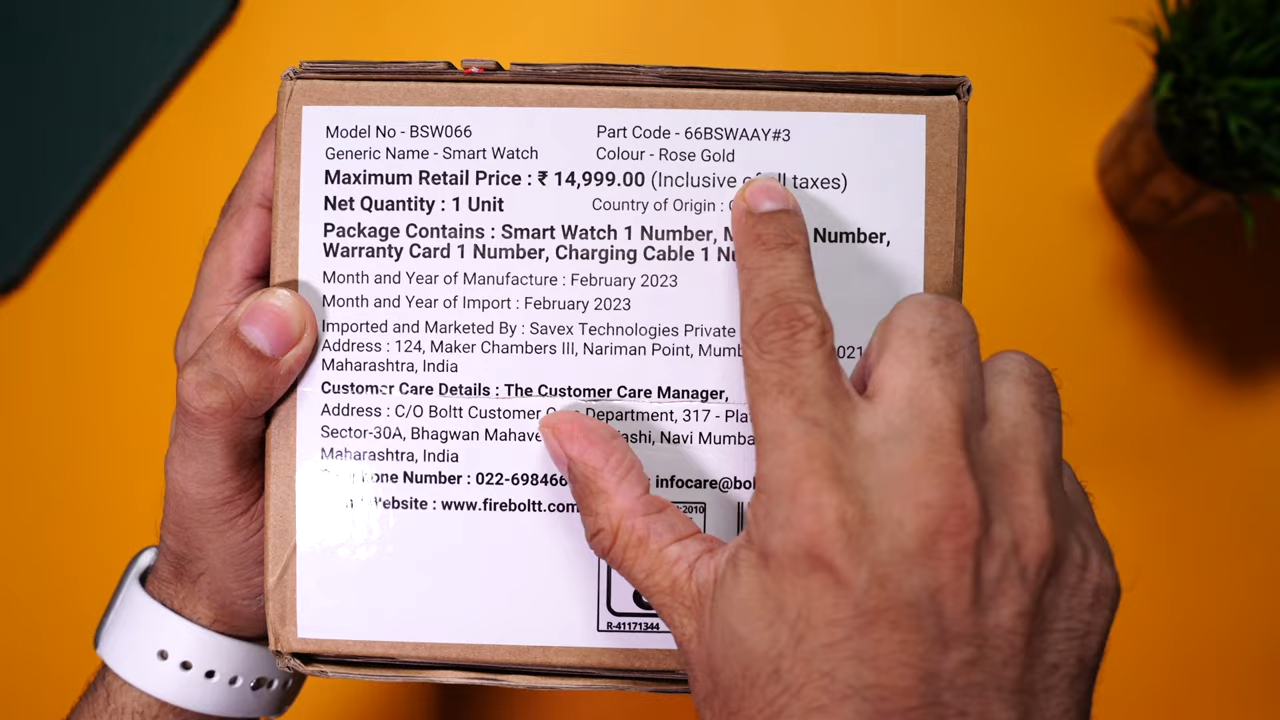 Model No - BSW066
Part Code - 66BSWAAY#3
Generic Name - Smart Watch
Colour - Rose Gold
Maximum Retail Price : ₹ 14,999.00 (Inclusive of all taxes)
Net Quantity : 1 Unit
Country of Origin :
Package Contains : Smart Watch 1 Number, Number,
Warranty Card 1 Number, Charging Cable 1
Month and Year of Manufacture : February 2023
Month and Year of Import : February 2023
Imported and Marketed By : Savex Technologies Private
Address : 124, Maker Chambers III, Nariman Point,
Maharashtra, India
Customer Care Details : The Customer Care Manager,
Address : C/O Boltt Customer Department, 317 -
Sector-30A, Bhagwan Navi
Maharashtra, India
Number : 022-698466
Website : www.fireboltt.com
R-41171344